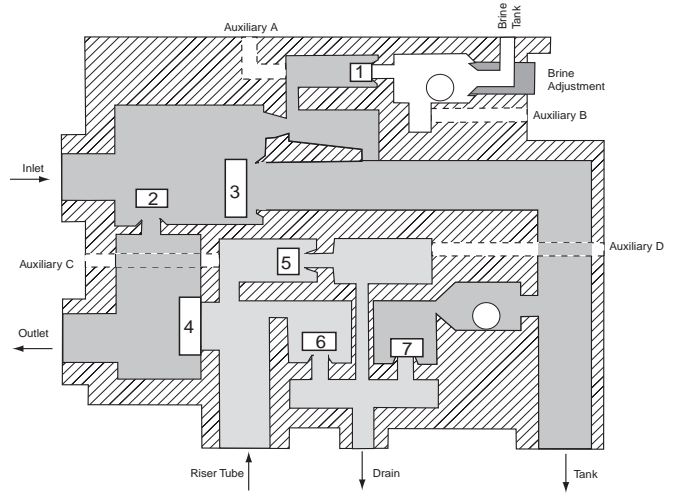 Auxiliary A
Brine
Tank
1
Brine
Adjustment
Auxiliary B
Inlet
2
3
Auxiliary C
5
Auxiliary D
4
Outlet
6
7
Riser Tube
Drain
Tank